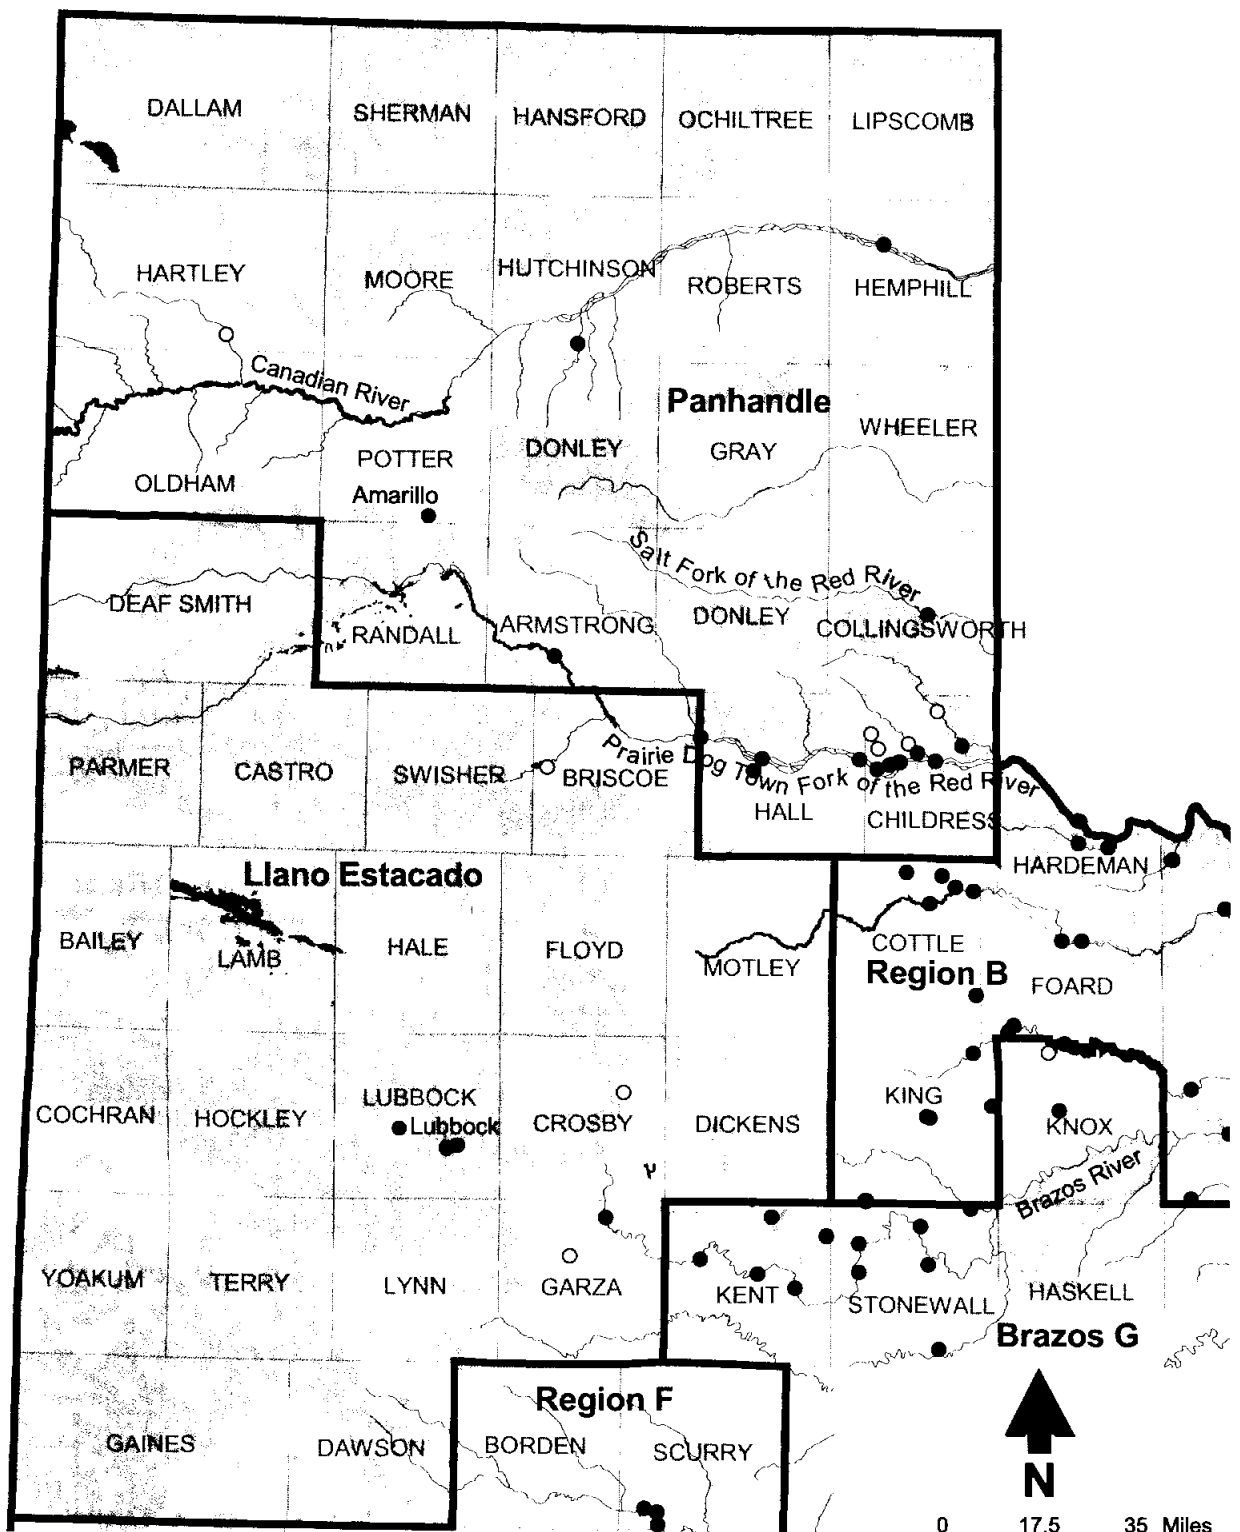 DALLAM
SHERMAN
HANSFORD
OCHILTREE
LIPSCOMB
HARTLEY
MOORE
HUTCHINSON
ROBERTS
HEMPHILL
Canadian River
Panhandle
OLDHAM
POTTER
DONLEY
GRAY
WHEELER
Amarillo
Salt Fork of the Red River
DEAF SMITH
RANDALL
ARMSTRONG
DONLEY
COLLINGSWORTH
PARMER
CASTRO
SWISHER
BRISCOE
Prairie Dog Town Fork of the Red River
HALL
CHILDRESS
HARDEMAN
Llano Estacado
BAILEY
LAMB
HALE
FLOYD
MOTLEY
COTTLE
Region B
FOARD
COCHRAN
HOCKLEY
LUBBOCK
Lubbock
CROSBY
DICKENS
KING
KNOX
Brazos River
YOAKUM
TERRY
LYNN
GARZA
KENT
STONEWALL
HASKELL
Brazos G
Region F
GAINES
DAWSON
BORDEN
SCURRY
N
0 17.5 35 Miles